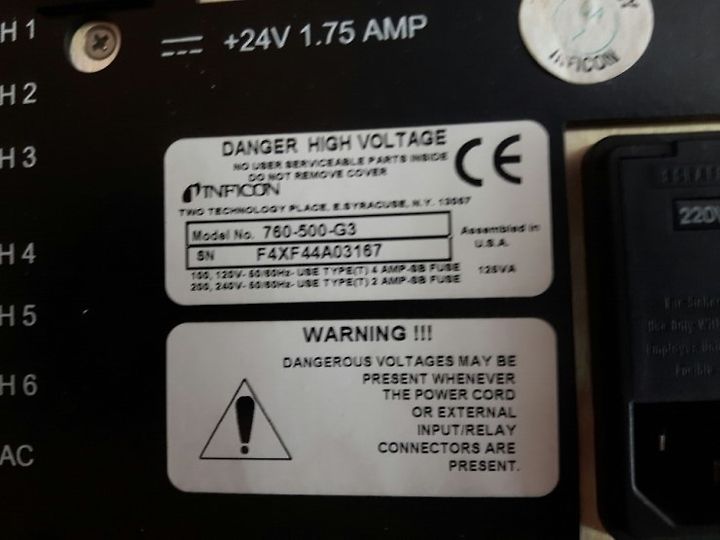 H 1
+24V 1.75 AMP
INFICON
H 2
H 3
DANGER HIGH VOLTAGE
NO USER SERVICEABLE PARTS INSIDE
DO NOT REMOVE COVER
CE
INFICON
TWO TECHNOLOGY PLACE, E.SYRACUSE, N.Y. 13057
Model No. 760-500-G3
Assembled in
U.S.A.
SN F4XF44A03167
100, 120V- 50/60Hz- USE TYPE(T) 4 AMP-SB FUSE
200, 240V- 50/60Hz- USE TYPE(T) 2 AMP-SB FUSE
125VA
220V
H 4
H 5
H 6
AC
WARNING !!!
DANGEROUS VOLTAGES MAY BE
PRESENT WHENEVER
THE POWER CORD
OR EXTERNAL
INPUT/RELAY
CONNECTORS ARE
PRESENT.